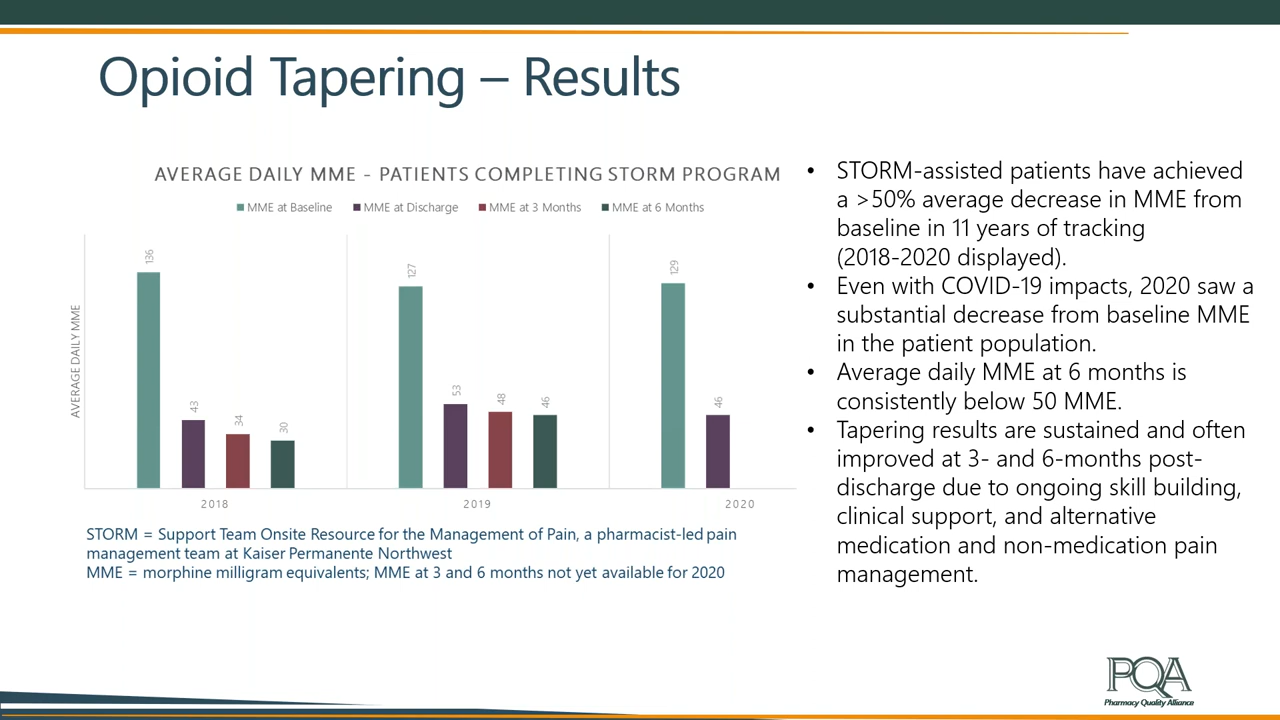 Opioid Tapering – Results
AVERAGE DAILY MME - PATIENTS COMPLETING STORM PROGRAM
MME at Baseline MME at Discharge MME at 3 Months MME at 6 Months
AVERAGE DAILY MME
136
43
34
30
127
53
48
46
129
46
2018
2019
2020
STORM = Support Team Onsite Resource for the Management of Pain, a pharmacist-led pain
management team at Kaiser Permanente Northwest
MME = morphine milligram equivalents; MME at 3 and 6 months not yet available for 2020
• STORM-assisted patients have achieved
a >50% average decrease in MME from
baseline in 11 years of tracking
(2018-2020 displayed).
• Even with COVID-19 impacts, 2020 saw a
substantial decrease from baseline MME
in the patient population.
• Average daily MME at 6 months is
consistently below 50 MME.
• Tapering results are sustained and often
improved at 3- and 6-months post-
discharge due to ongoing skill building,
clinical support, and alternative
medication and non-medication pain
management.
PQA
Pharmacy Quality Alliance